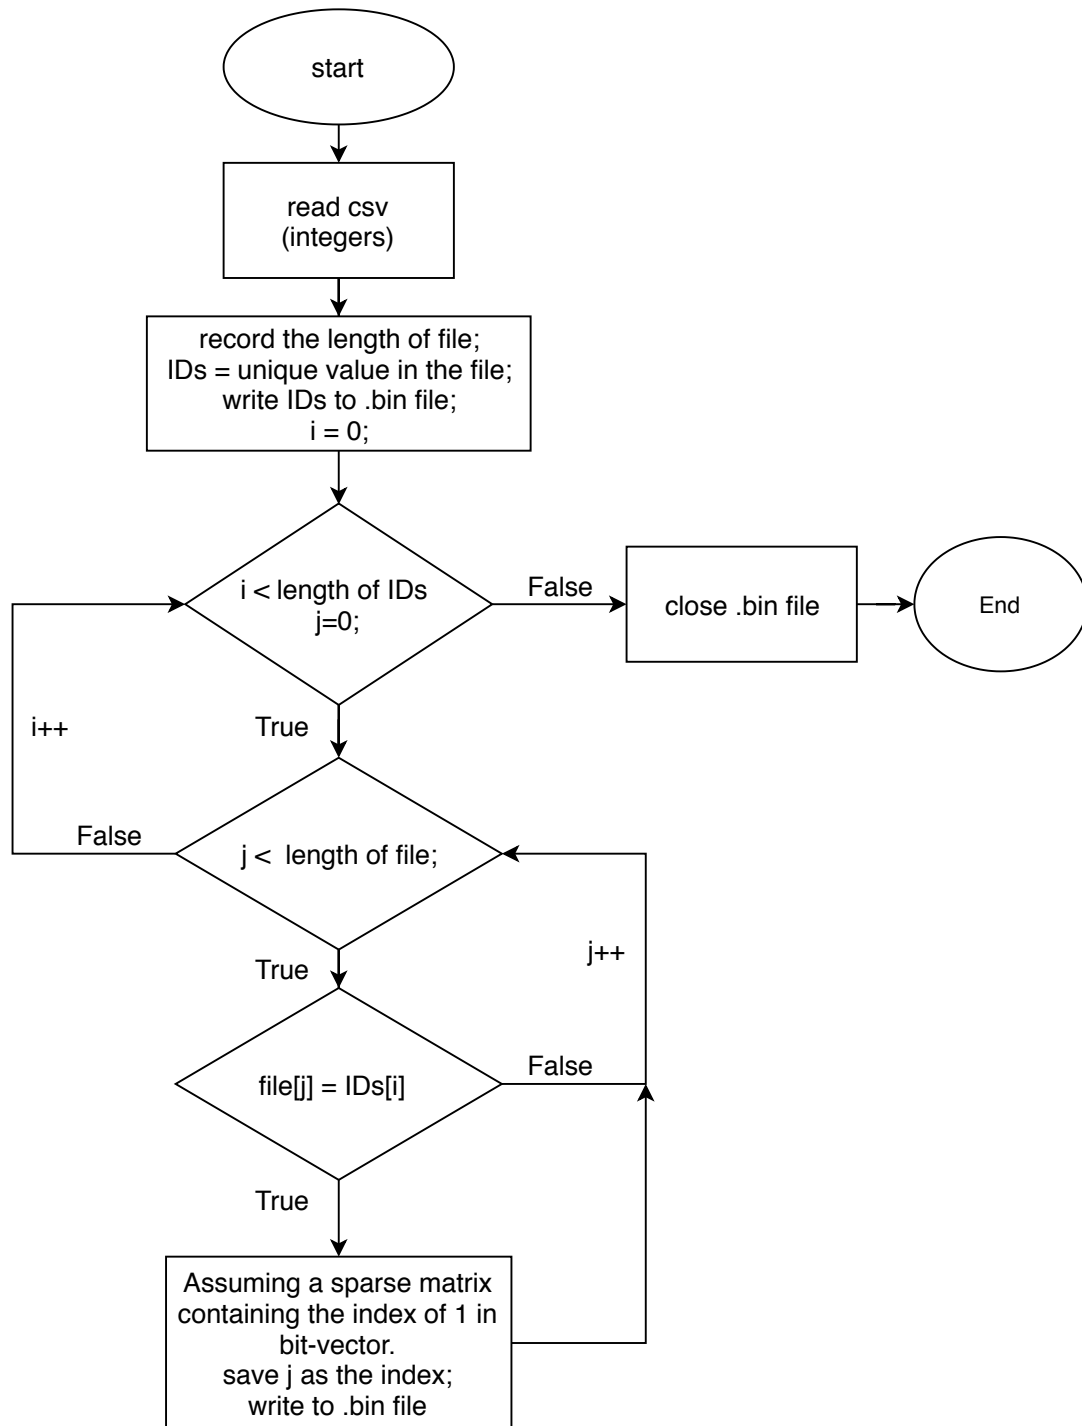 start
read csv
(integers)
record the length of file;
IDs = unique value in the file;
write IDs to .bin file;
i = 0;
i < length of IDs
j=0;
False
close .bin file
End
i++
True
False
j <  length of file;
j++
True
file[j] = IDs[i]
False
True
Assuming a sparse matrix
containing the index of 1 in
bit-vector.
save j as the index;
write to .bin file